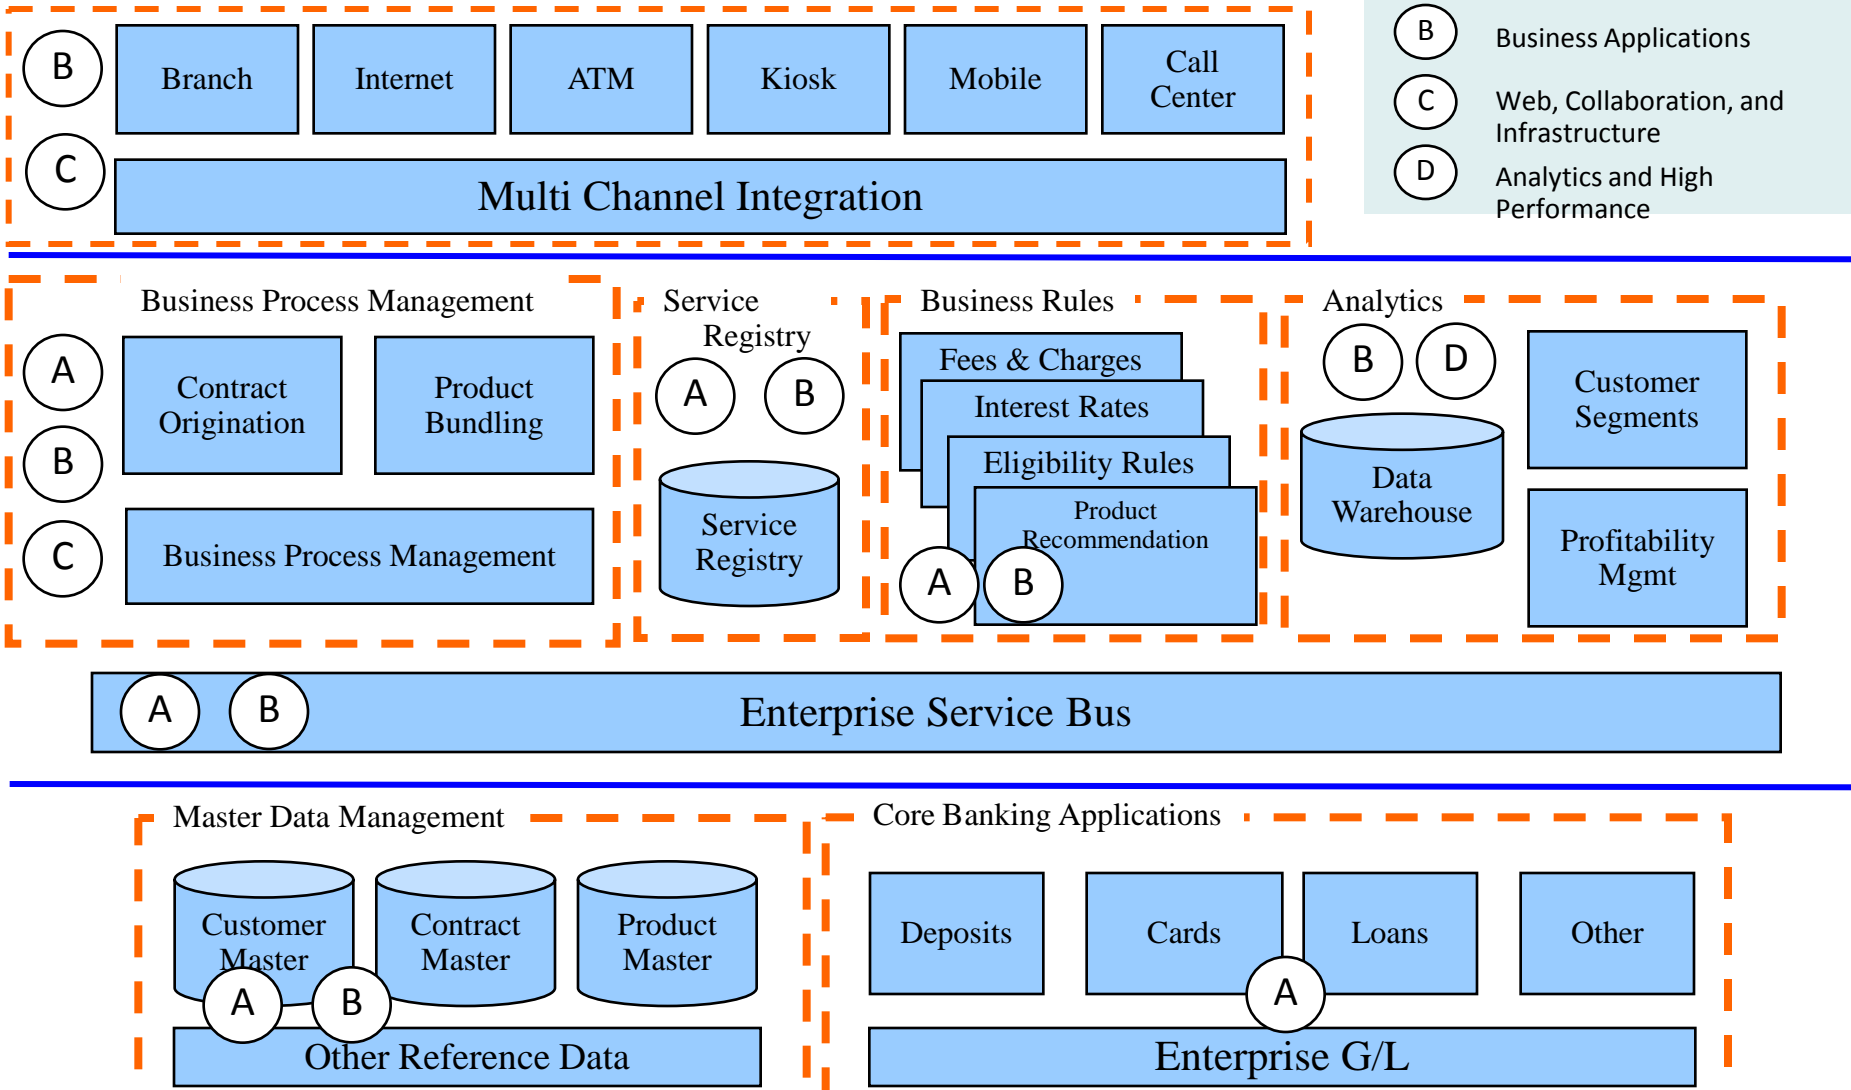 B
Branch
Internet
ATM
Kiosk
Mobile
Call
Center
C
Multi Channel Integration
B
Business Applications
C
Web, Collaboration, and
Infrastructure
D
Analytics and High
Performance
Business Process Management
A
B
C
Contract
Origination
Product
Bundling
Business Process Management
Service
Registry
A
B
Service
Registry
Business Rules
Fees & Charges
Interest Rates
Eligibility Rules
Product
Recommendation
A
B
Analytics
B
D
Data
Warehouse
Customer
Segments
Profitability
Mgmt
A
B
Enterprise Service Bus
Master Data Management
Customer
Master
Contract
Master
Product
Master
A
B
Other Reference Data
Core Banking Applications
Deposits
Cards
Loans
Other
A
Enterprise G/L